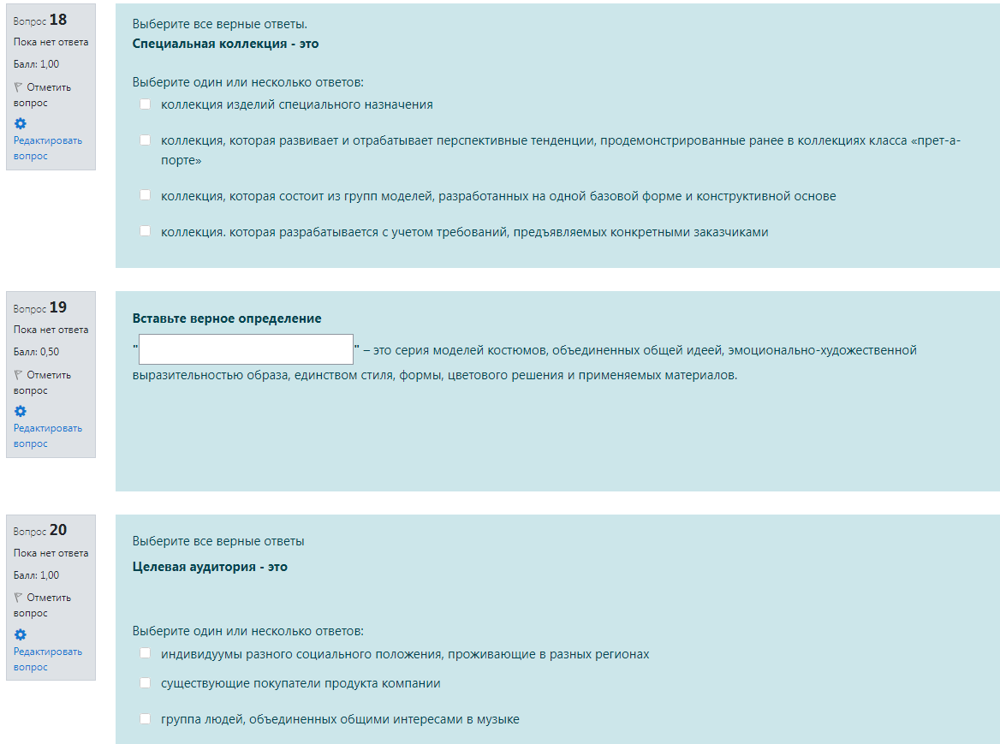 Вопрос 18
Пока нет ответа
Балл: 1,00
Отметить
вопрос
Редактировать
вопрос
Выберите все верные ответы.
Специальная коллекция - это
Выберите один или несколько ответов:
коллекция изделий специального назначения
коллекция, которая развивает и отрабатывает перспективные тенденции, продемонстрированные ранее в коллекциях класса «прет-а-
порте»
коллекция, которая состоит из групп моделей, разработанных на одной базовой форме и конструктивной основе
коллекция. которая разрабатывается с учетом требований, предъявляемых конкретными заказчиками
Вопрос 19
Пока нет ответа
Балл: 0,50
Отметить
вопрос
Редактировать
вопрос
Вставьте верное определение
" " – это серия моделей костюмов, объединенных общей идеей, эмоционально-художественной
выразительностью образа, единством стиля, формы, цветового решения и применяемых материалов.
Вопрос 20
Пока нет ответа
Балл: 1,00
Отметить
вопрос
Редактировать
вопрос
Выберите все верные ответы
Целевая аудитория - это
Выберите один или несколько ответов:
индивидуумы разного социального положения, проживающие в разных регионах
существующие покупатели продукта компании
группа людей, объединенных общими интересами в музыке